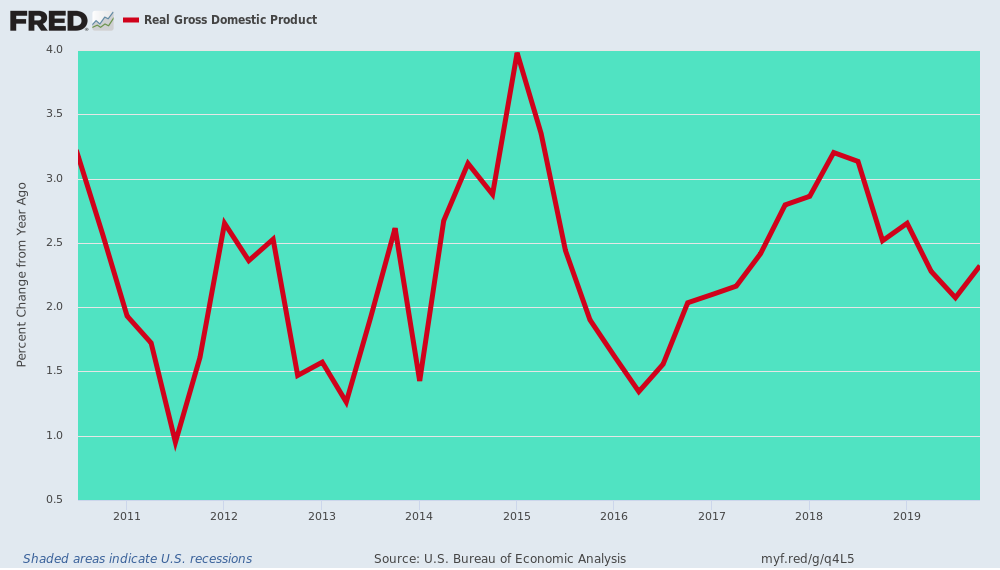 FRED Real Gross Domestic Product
4.0
3.5
3.0
2.5
2.0
1.5
1.0
0.5
Percent Change from Year Ago
2011 2012 2013 2014 2015 2016 2017 2018 2019
Shaded areas indicate U.S. recessions Source: U.S. Bureau of Economic Analysis myf.red/g/q4L5